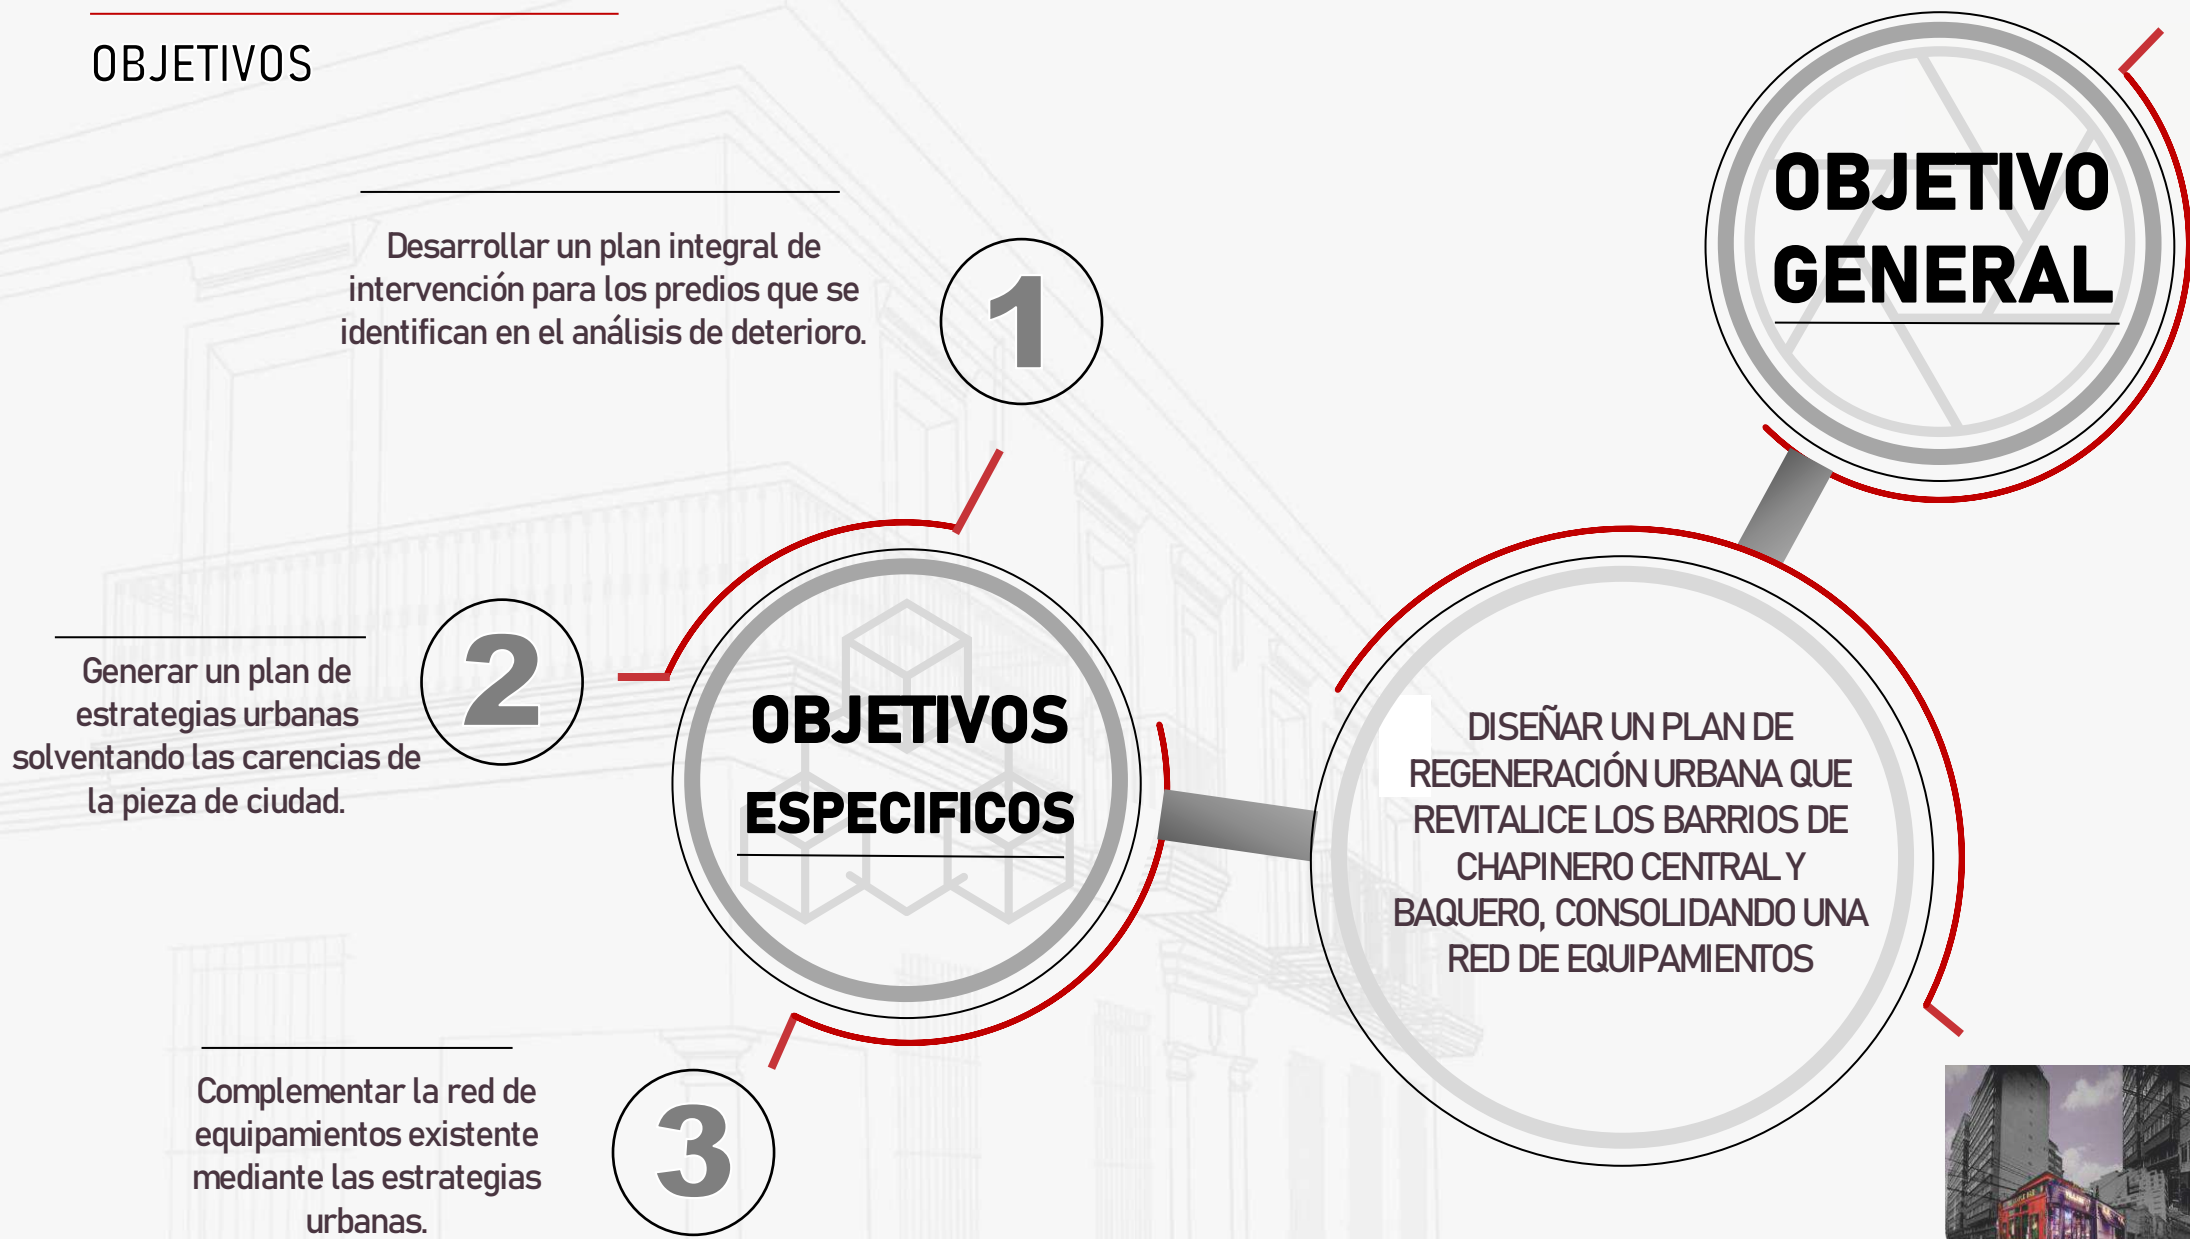 OBJETIVOS
OBJETIVO
GENERAL
DISEÑAR UN PLAN DE
REGENERACIÓN URBANA QUE
REVITALICE LOS BARRIOS DE
CHAPINERO CENTRAL Y
BAQUERO, CONSOLIDANDO UNA
RED DE EQUIPAMIENTOS
OBJETIVOS
ESPECIFICOS
1
Desarrollar un plan integral de
intervención para los predios que se
identifican en el análisis de deterioro.
2
Generar un plan de
estrategias urbanas
solventando las carencias de
la pieza de ciudad.
3
Complementar la red de
equipamientos existente
mediante las estrategias
urbanas.